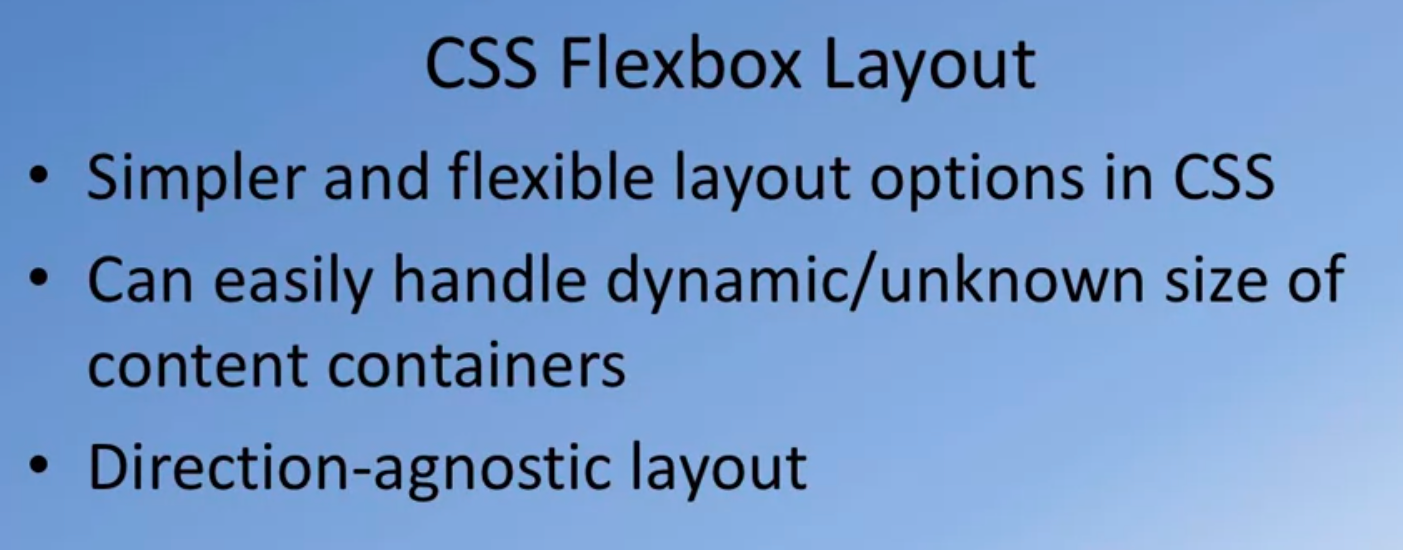 CSS Flexbox Layout
• Simpler and flexible layout options in CSS
• Can easily handle dynamic/unknown size of
content containers
• Direction-agnostic layout